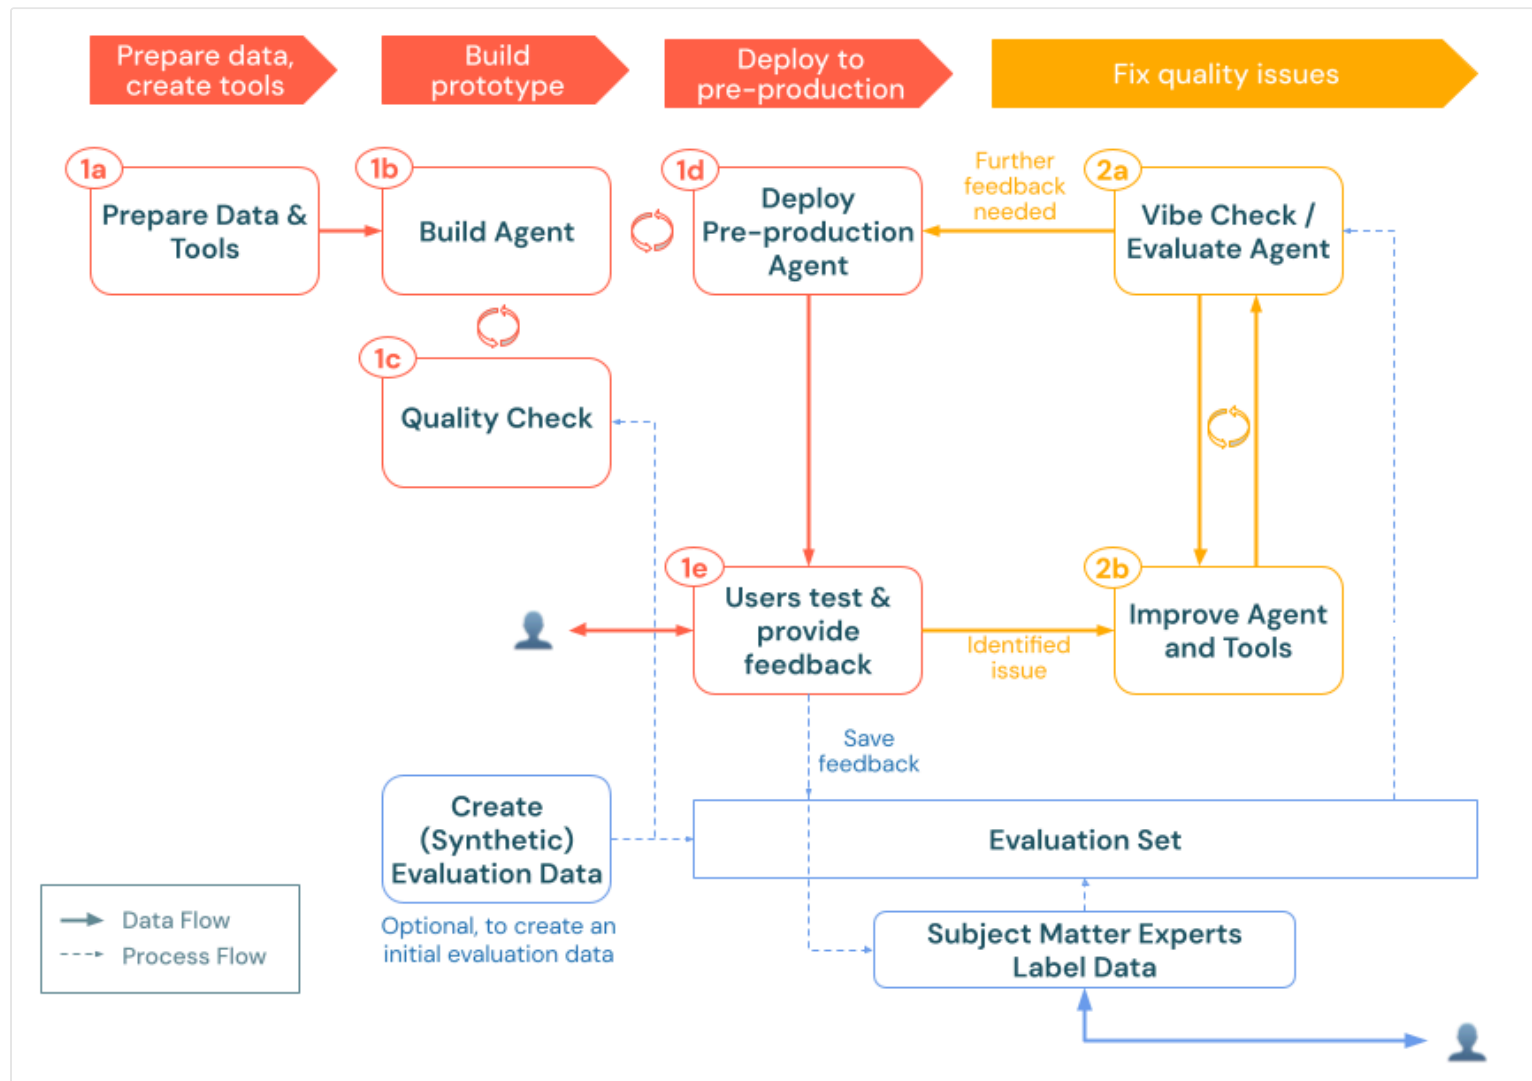 Prepare data,
create tools
Build
prototype
Deploy to
pre-production
Fix quality issues
1a
Prepare Data &
Tools
1b
Build Agent
1d
Deploy
Pre-production
Agent
Further
feedback
needed
2a
Vibe Check /
Evaluate Agent
1c
Quality Check
1e
Users test &
provide
feedback
Identified
issue
2b
Improve Agent
and Tools
Save
feedback
Create
(Synthetic)
Evaluation Data
Optional, to create an
initial evaluation data
Evaluation Set
Subject Matter Experts
Label Data
Data Flow
Process Flow